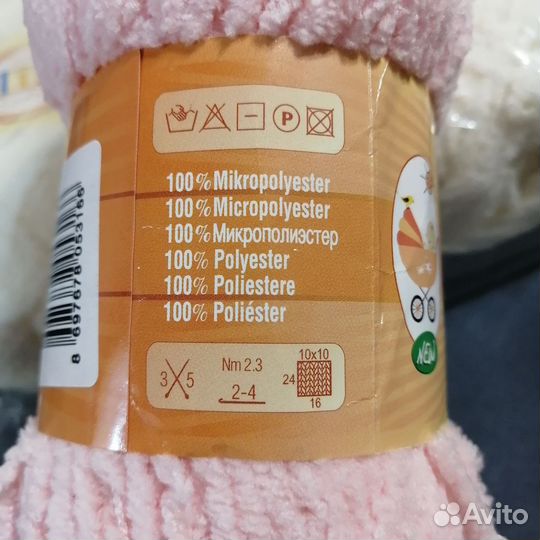 P
100% Mikropolyester
100% Micropolyester
100% Микрополиэстер
100% Polyester
100% Poliestere
100% Poliéster
3 5
Nm 2.3
2-4
10x10
24
16
8 697678 053166
NEW
Avito